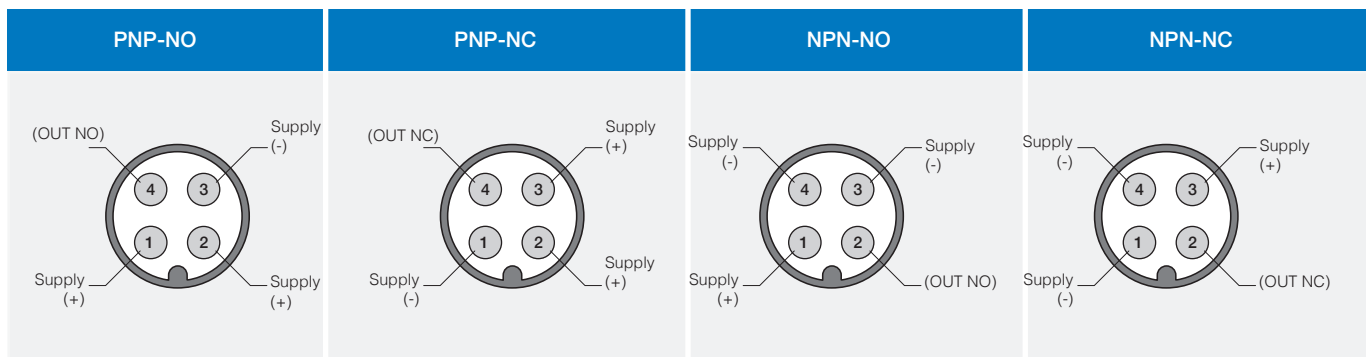 PNP-NO
PNP-NC
NPN-NO
NPN-NC
(OUT NO)
Supply
(-)
4
3
1
2
Supply
(+)
Supply
(+)
(OUT NC)
Supply
(+)
4
3
1
2
Supply
(-)
Supply
(+)
Supply
(-)
Supply
(-)
4
3
1
2
Supply
(+)
(OUT NO)
Supply
(-)
Supply
(+)
4
3
1
2
Supply
(-)
(OUT NC)